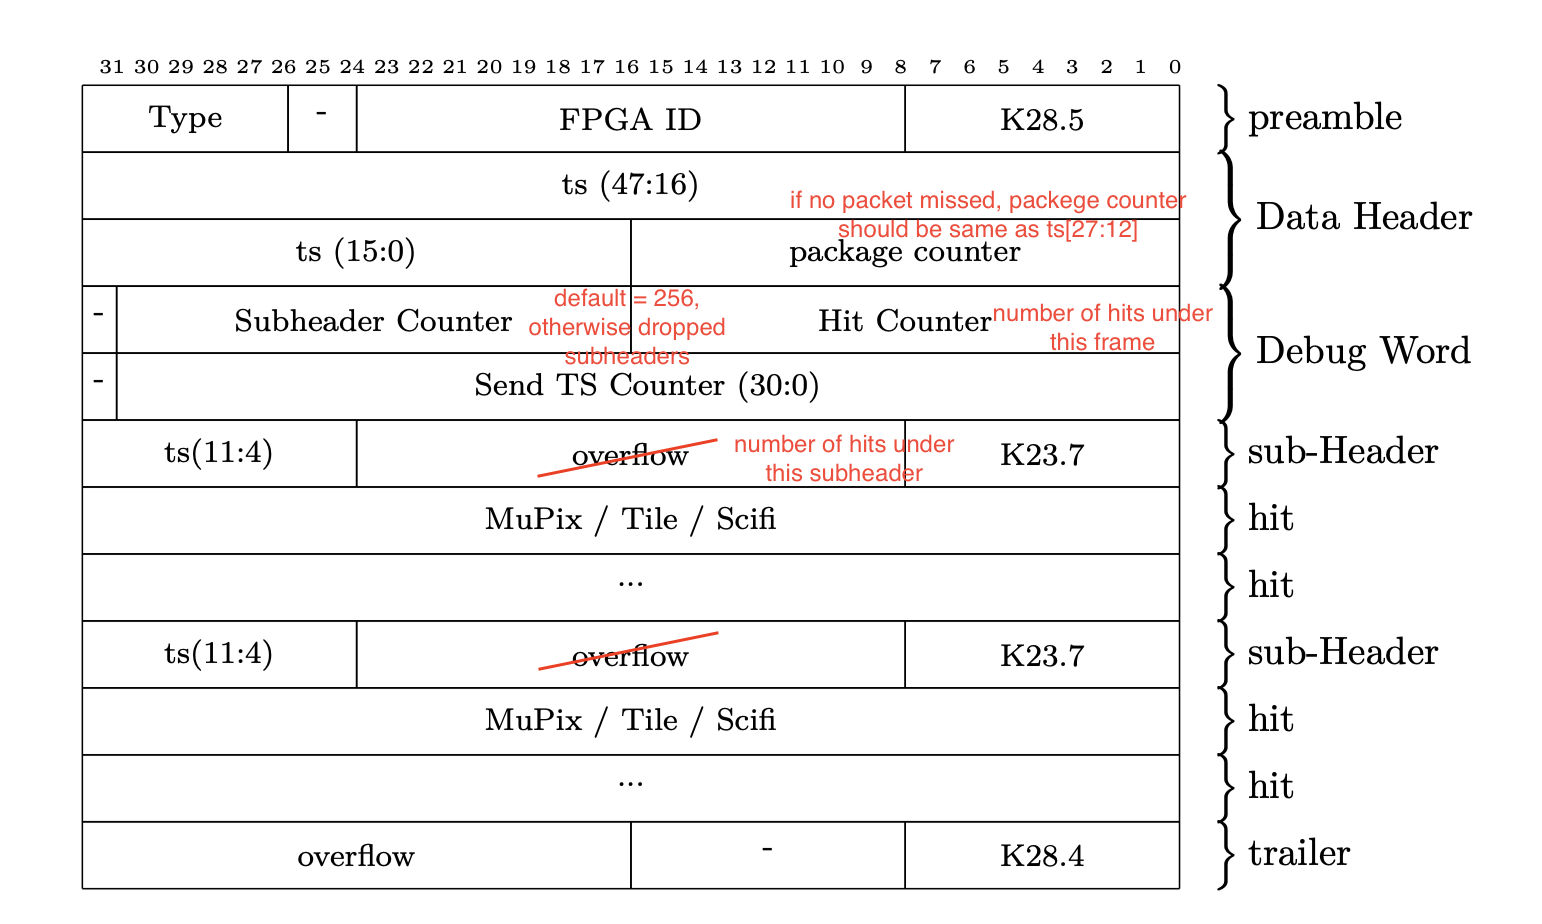 31 30 29 28 27 26 25 24 23 22 21 20 19 18 17 16 15 14 13 12 11 10 9 8 7 6 5 4 3 2 1 0
Type - FPGA ID K28.5 preamble
ts (47:16)
if no packet missed, packege counter
should be same as ts[27:12]
Data Header
ts (15:0) package counter
- Subheader Counter Hit Counter
default = 256,
otherwise dropped
subheaders
number of hits under
this frame
Debug Word
- Send TS Counter (30:0)
ts(11:4) overflow K23.7 sub-Header
number of hits under
this subheader
MuPix / Tile / Scifi hit
... hit
ts(11:4) overflow K23.7 sub-Header
MuPix / Tile / Scifi hit
... hit
overflow - K28.4 trailer